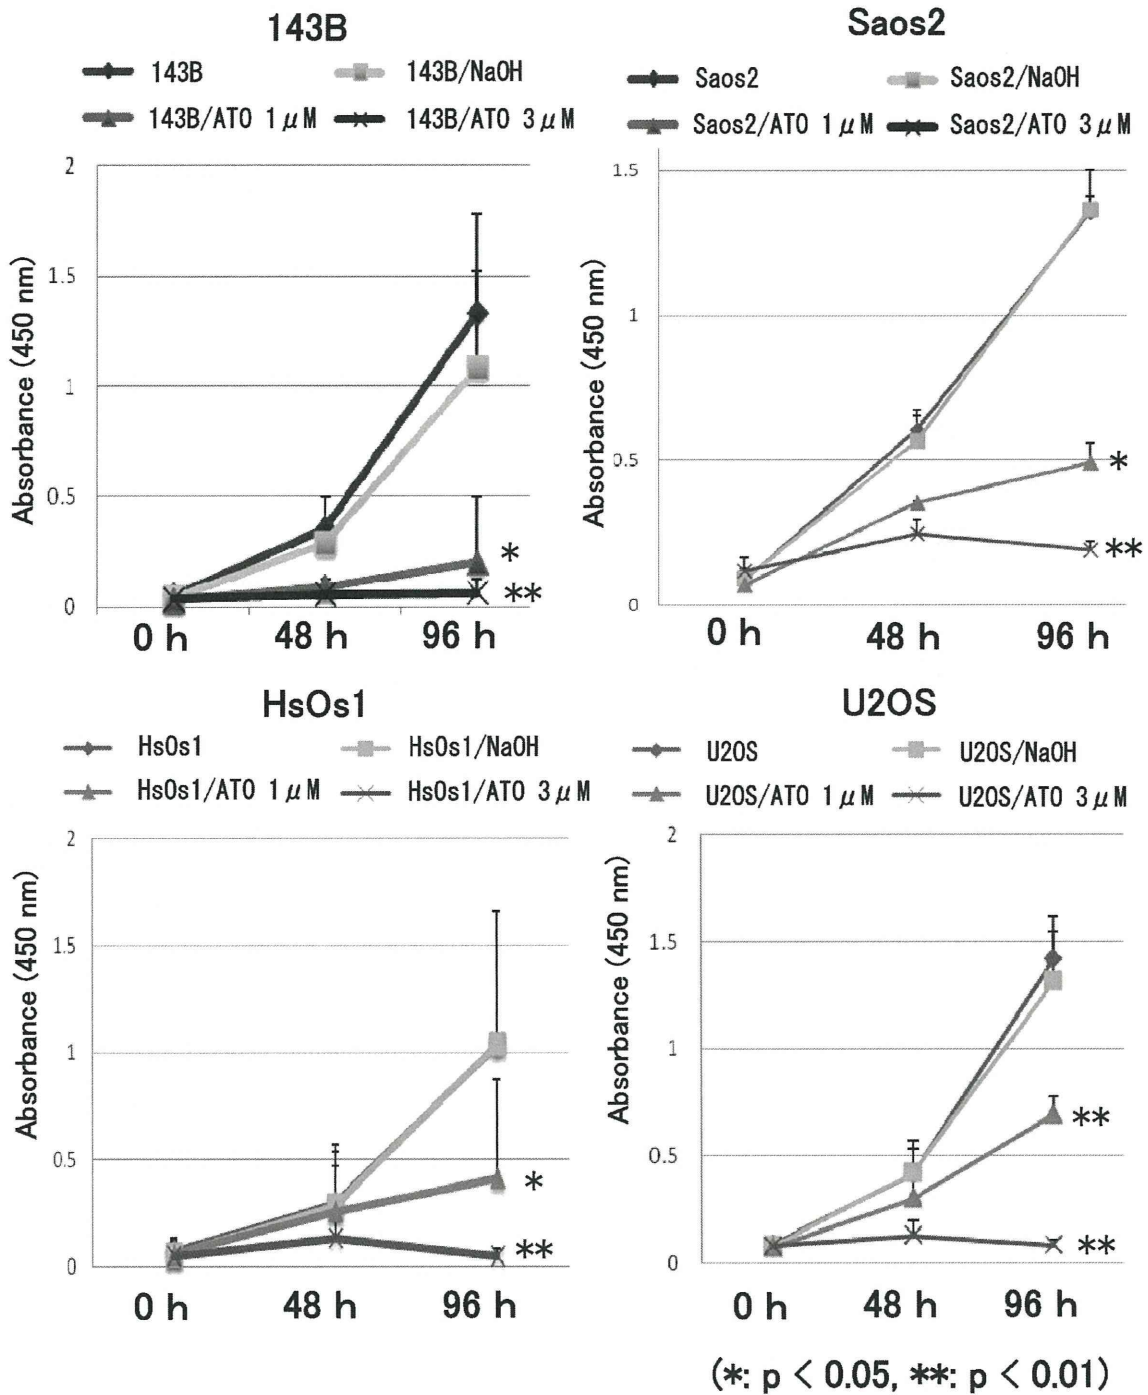 143B
143B
143B/NaOH
143B/ATO 1 μM
143B/ATO 3 μM
Absorbance (450 nm)
2
1.5
1
0.5
0
*
**
0 h
48 h
96 h
Saos2
Saos2
Saos2/NaOH
Saos2/ATO 1 μM
Saos2/ATO 3 μM
Absorbance (450 nm)
1.5
1
0.5
0
*
**
0 h
48 h
96 h
HsOs1
HsOs1
HsOs1/NaOH
HsOs1/ATO 1 μM
HsOs1/ATO 3 μM
Absorbance (450 nm)
2
1.5
1
0.5
0
*
**
0 h
48 h
96 h
U2OS
U2OS
U2OS/NaOH
U2OS/ATO 1 μM
U2OS/ATO 3 μM
Absorbance (450 nm)
2
1.5
1
0.5
0
**
**
0 h
48 h
96 h
(*: p < 0.05, **: p < 0.01)